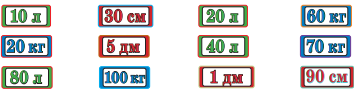 10 л 30 см 20 л 60 кг
20 кг 5 дм 40 л 70 кг
80 л 100 кг 1 дм 90 см